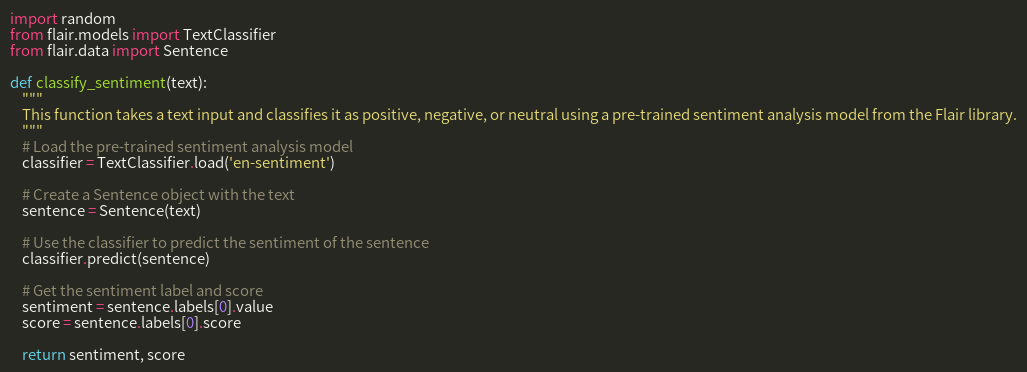 import random
from flair.models import TextClassifier
from flair.data import Sentence
def classify_sentiment(text):
"""
This function takes a text input and classifies it as positive, negative, or neutral using a pre-trained sentiment analysis model from the Flair library.
"""
# Load the pre-trained sentiment analysis model
classifier = TextClassifier.load('en-sentiment')
# Create a Sentence object with the text
sentence = Sentence(text)
# Use the classifier to predict the sentiment of the sentence
classifier.predict(sentence)
# Get the sentiment label and score
sentiment = sentence.labels[0].value
score = sentence.labels[0].score
return sentiment, score